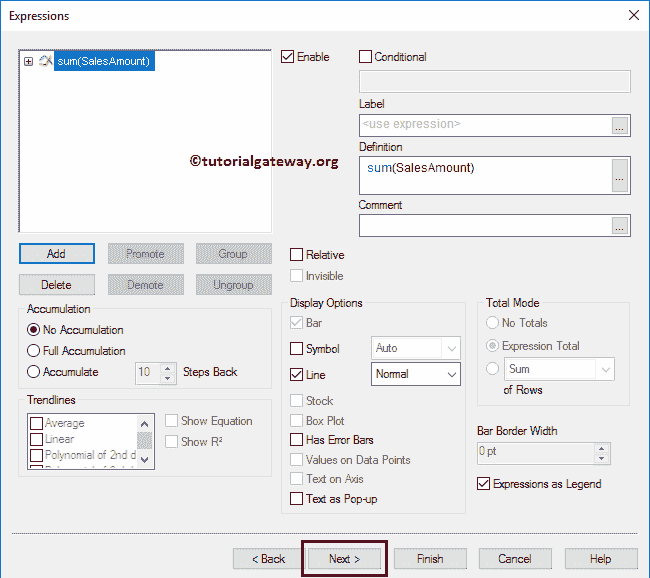 Expressions
sum(SalesAmount)
Enable
Conditional
Label
<use expression>
...
Definition
sum(SalesAmount)
...
Comment
...
©tutorialgateway.org
Add
Promote
Group
Delete
Demote
Ungroup
Relative
Invisible
Accumulation
No Accumulation
Full Accumulation
Accumulate
10
Steps Back
Trendlines
Average
Linear
Polynomial of 2nd d
Show Equation
Show R²
Display Options
Bar
Symbol
Auto
Line
Normal
Stock
Box Plot
Has Error Bars
Values on Data Points
Text on Axis
Text as Pop-up
Total Mode
No Totals
Expression Total
Sum
of Rows
Bar Border Width
0 pt
Expressions as Legend
< Back
Next >
Finish
Cancel
Help